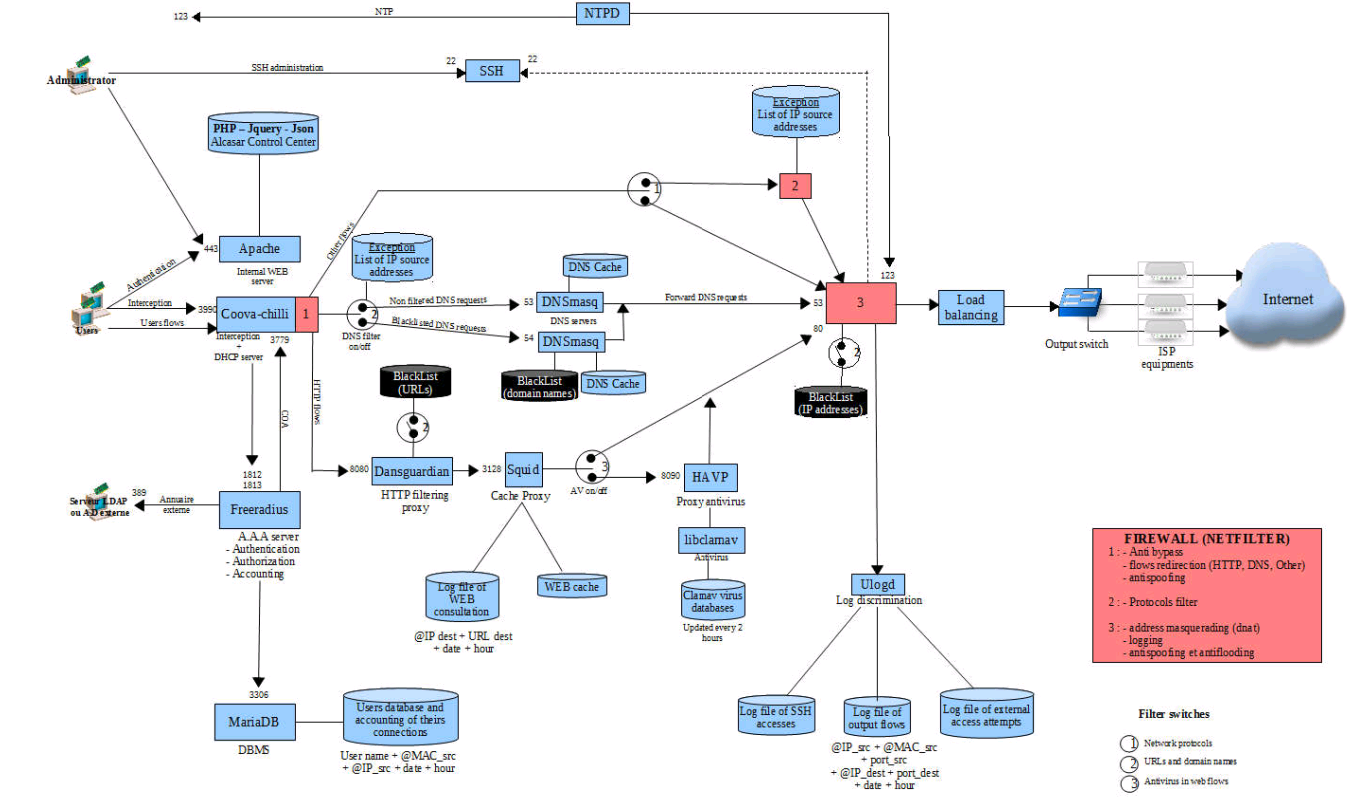 NTP
NTPD
123
SSH administration
22
SSH
22
Administrator
Exception
List of IP source
addresses
PHP – Jquery - Json
Alcasar Control Center
1
2
Other flows
443
Apache
Internal WEB
server
Exception
List of IP source
addresses
DNS Cache
123
Authentication
Interception
3990
Users flows
Users
Coova-chilli
1
Interception
+
DHCP server
3779
2
DNS filter
on/off
Non filtered DNS requests
Blacklisted DNS requests
53
DNSmasq
DNS servers
54
DNSmasq
Forward DNS requests
53
3
80
Load
balancing
Output switch
ISP
equipments
Internet
BlackList
(URLs)
BlackList
(domain names)
DNS Cache
2
BlackList
(IP addresses)
COA
HTTP flows
2
8080
Dansguardian
HTTP filtering
proxy
3128
Squid
Cache Proxy
3
AV on/off
8090
HAVP
Proxy antivirus
1812
1813
389
Serveur LDAP
ou AD externe
Annuaire
externe
Freeradius
A.A.A server
- Authentication
- Authorization
- Accounting
libclamav
Antivirus
Clamav virus
databases
Updated every 2
hours
Log file of
WEB
consultation
@IP dest + URL dest
+ date + hour
WEB cache
Ulogd
Log discrimination
FIREWALL (NETFILTER)
1 : - Anti bypass
- flows redirection (HTTP, DNS, Other)
- antispoofing
2 : - Protocols filter
3 : - address masquerading (dnat)
- logging
- antispoofing et antiflooding
3306
MariaDB
DBMS
Users database and
accounting of theirs
connections
User name + @MAC_src
+ @IP_src + date + hour
Log file of SSH
accesses
Log file of
output flows
@IP_src + @MAC_src
+ port_src
+ @IP_dest + port_dest
+ date + hour
Log file of external
access attempts
Filter switches
1 Network protocols
2 URLs and domain names
3 Antivirus in web flows